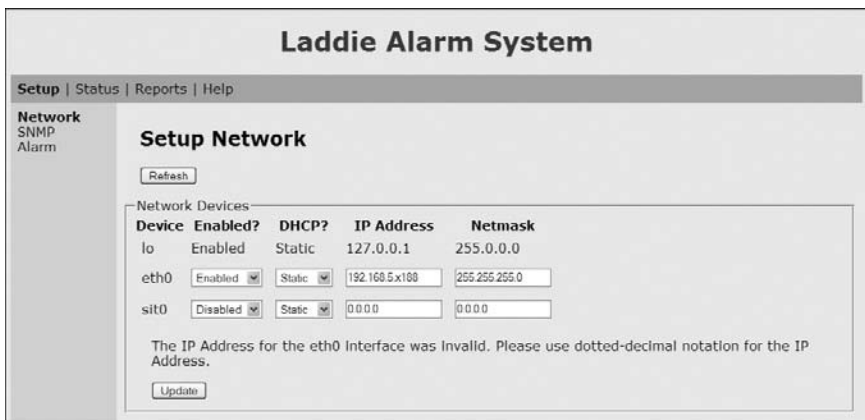 Laddie Alarm System
Setup | Status | Reports | Help
Network
SNMP
Alarm
Setup Network
Refresh
Network Devices
Device Enabled? DHCP? IP Address Netmask
lo Enabled Static 127.0.0.1 255.0.0.0
eth0 Enabled Static 192.168.5.x188 255.255.255.0
sit0 Disabled Static 0.0.0.0 0.0.0.0
The IP Address for the eth0 interface was invalid. Please use dotted-decimal notation for the IP
Address.
Update